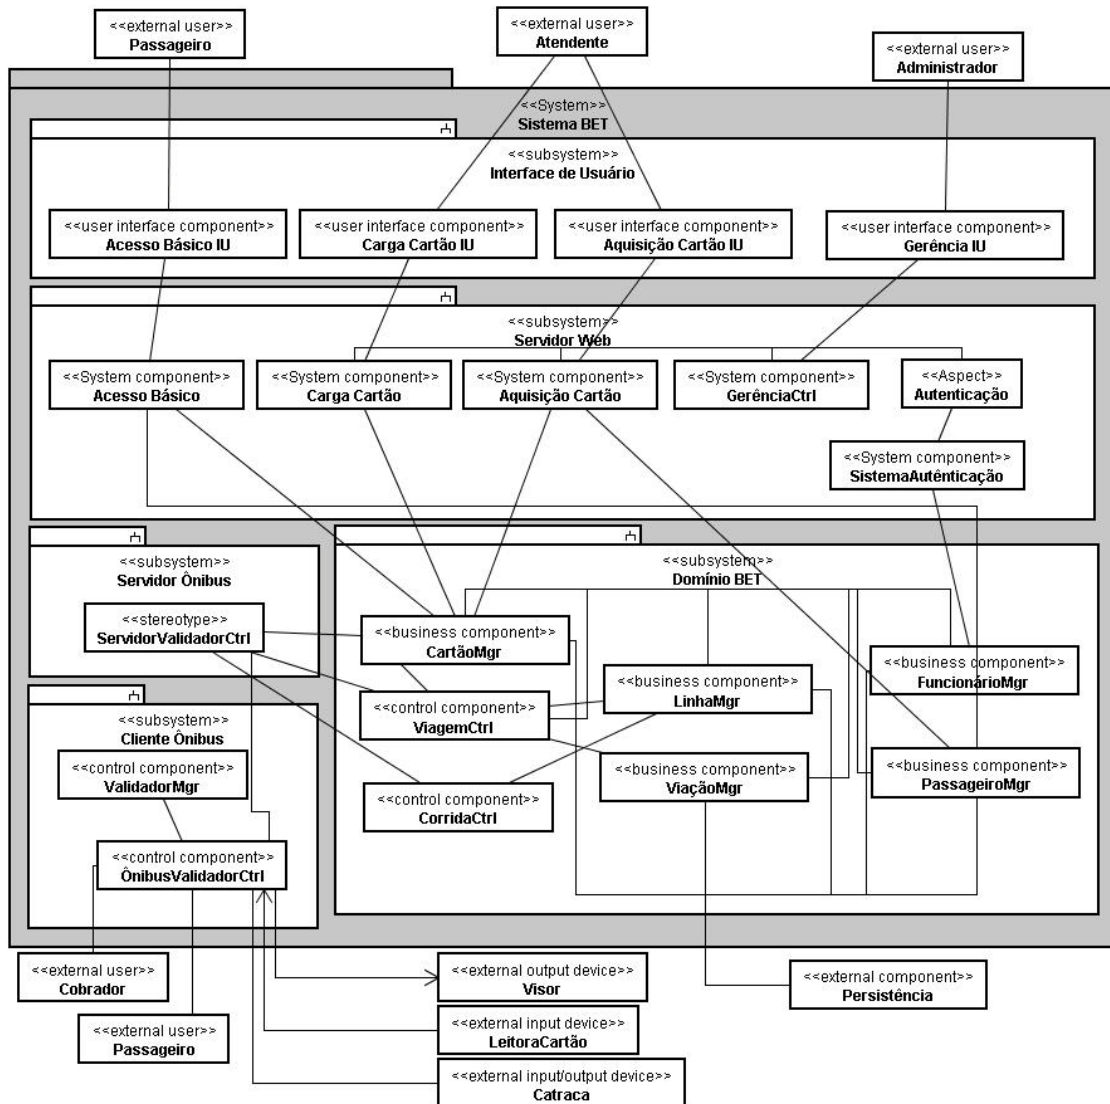 <<external user>>
Passageiro
<<external user>>
Atendente
<<external user>>
Administrador
<<System>>
Sistema BET
<<subsystem>>
Interface de Usuário
<<user interface component>>
Acesso Básico IU
<<user interface component>>
Carga Cartão IU
<<user interface component>>
Aquisição Cartão IU
<<user interface component>>
Gerência IU
<<subsystem>>
Servidor Web
<<System component>>
Acesso Básico
<<System component>>
Carga Cartão
<<System component>>
Aquisição Cartão
<<System component>>
GerênciaCtrl
<<Aspect>>
Autenticação
<<System component>>
SistemaAutênticação
<<subsystem>>
Servidor Ônibus
<<stereotype>>
ServidorValidadorCtrl
<<subsystem>>
Domínio BET
<<business component>>
CartãoMgr
<<business component>>
LinhaMgr
<<business component>>
FuncionárioMgr
<<control component>>
ViagemCtrl
<<business component>>
ViaçãoMgr
<<business component>>
PassageiroMgr
<<control component>>
CorridaCtrl
<<subsystem>>
Cliente Ônibus
<<control component>>
ValidadorMgr
<<control component>>
ÔnibusValidadorCtrl
<<external user>>
Cobrador
<<external user>>
Passageiro
<<external output device>>
Visor
<<external input device>>
LeitoraCartão
<<external input/output device>>
Catraca
<<external component>>
Persistência